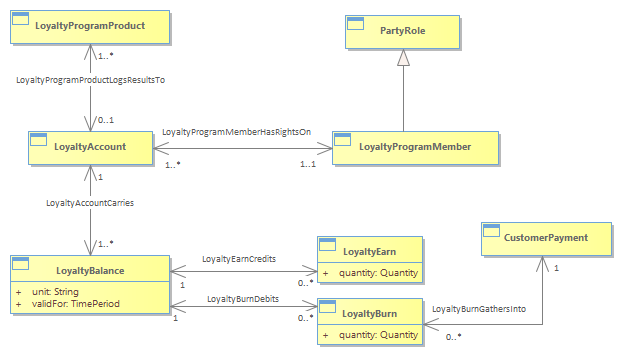 LoyaltyProgramProduct
PartyRole
1..*
LoyaltyProgramProductLogsResultsTo
0..1
LoyaltyProgramMemberHasRightsOn
LoyaltyAccount
LoyaltyProgramMember
1..*
1..1
1
LoyaltyAccountCarries
1..*
LoyaltyBalance
+ unit: String
+ validFor: TimePeriod
LoyaltyEarnCredits
1
0..*
LoyaltyEarn
+ quantity: Quantity
LoyaltyBurnDebits
1
0..*
LoyaltyBurn
+ quantity: Quantity
CustomerPayment
1
LoyaltyBurnGathersInto
0..*